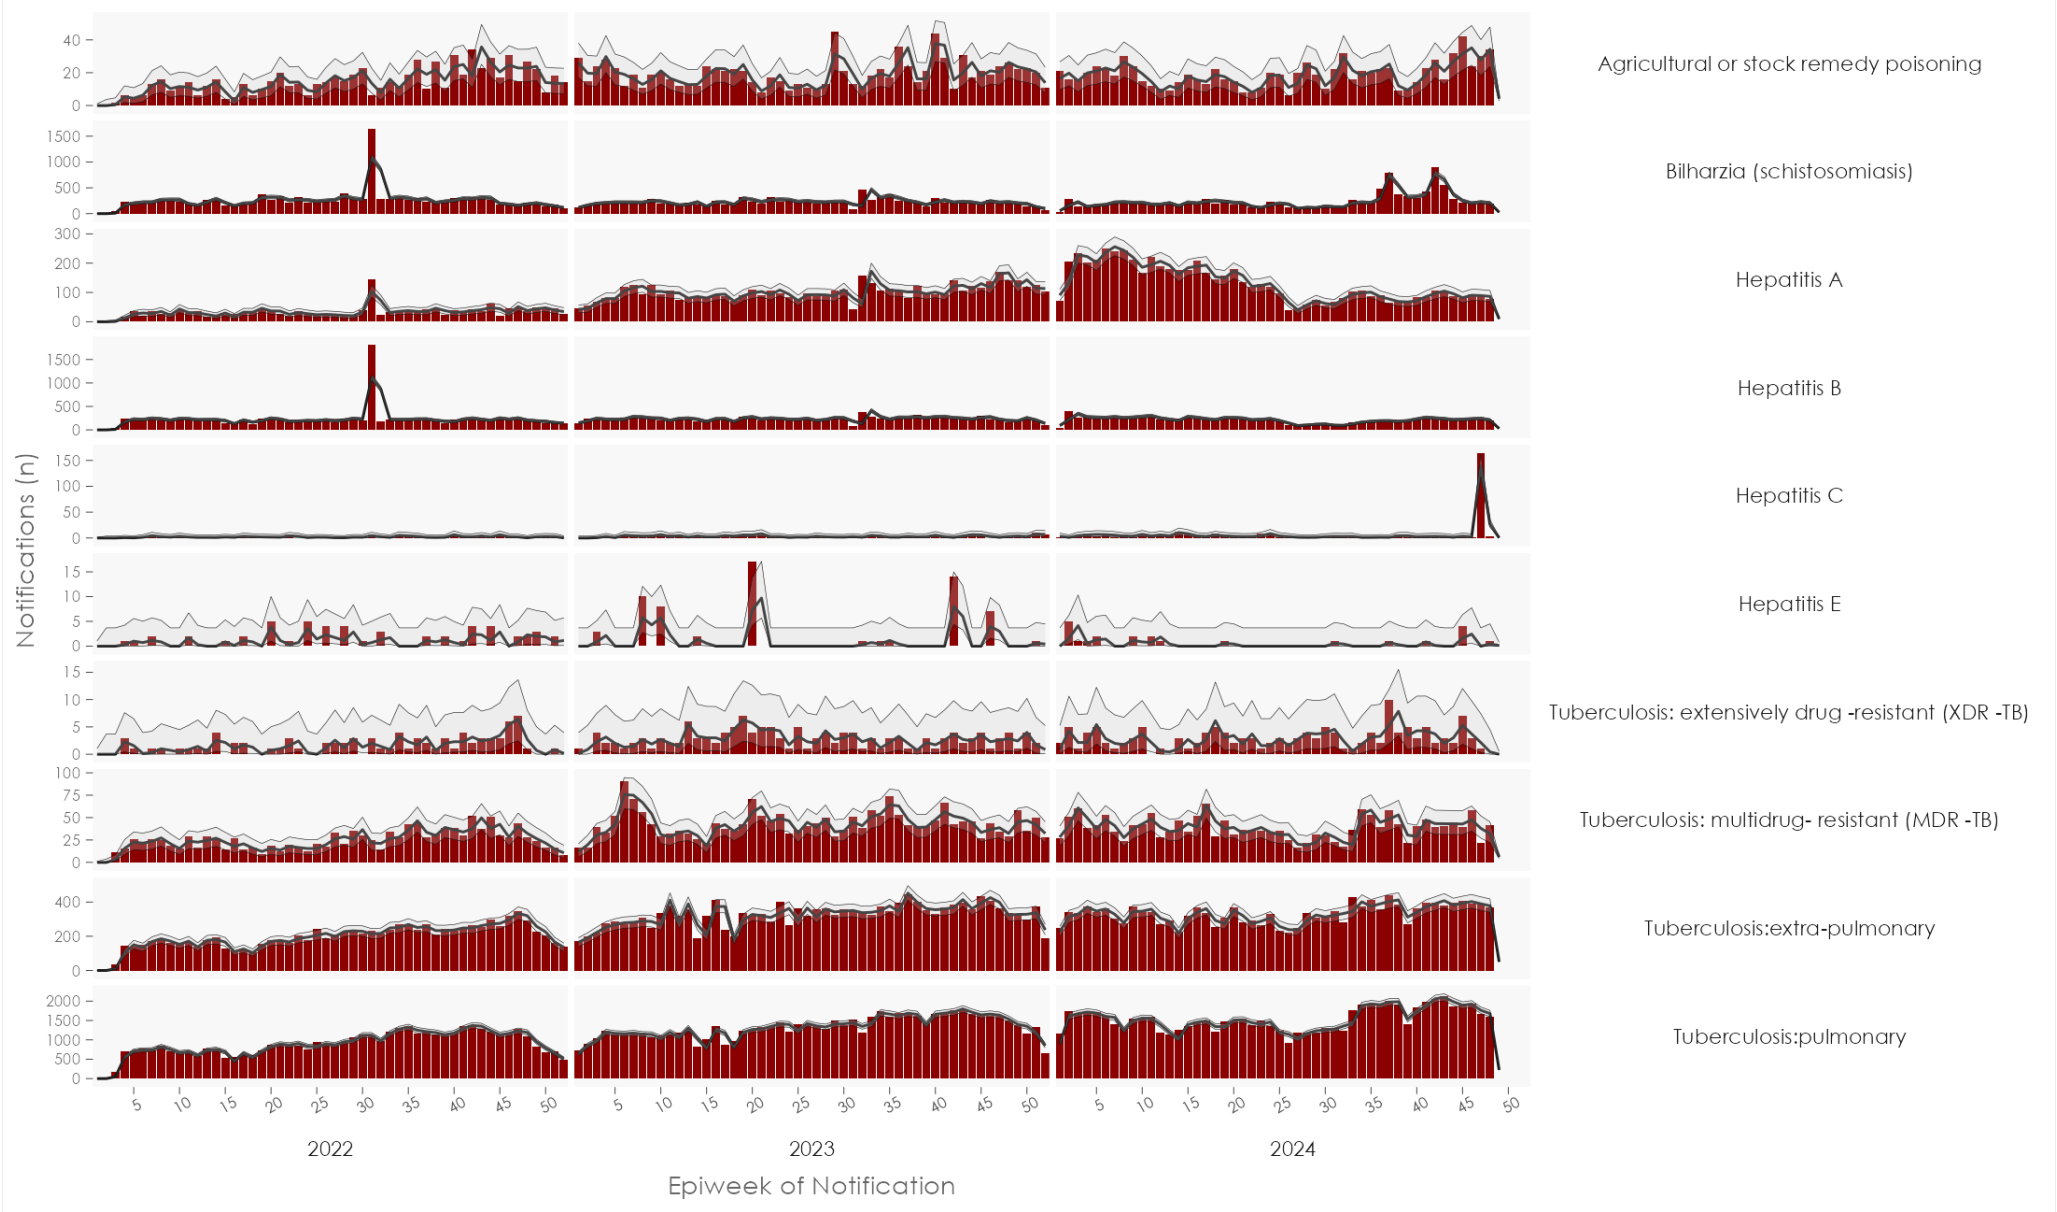 40
20
0
Agricultural or stock remedy poisoning
1500
1000
500
0
Bilharzia (schistosomiasis)
300
200
100
0
Hepatitis A
1500
1000
500
0
Hepatitis B
150
100
50
0
Hepatitis C
15
10
5
0
Hepatitis E
15
10
5
0
Tuberculosis: extensively drug -resistant (XDR -TB)
100
75
50
25
0
Tuberculosis: multidrug- resistant (MDR -TB)
400
200
0
Tuberculosis:extra-pulmonary
2000
1500
1000
500
0
Tuberculosis:pulmonary
Notifications (n)
5 10 15 20 25 30 35 40 45 50 5 10 15 20 25 30 35 40 45 50 5 10 15 20 25 30 35 40 45 50
2022 2023 2024
Epiweek of Notification